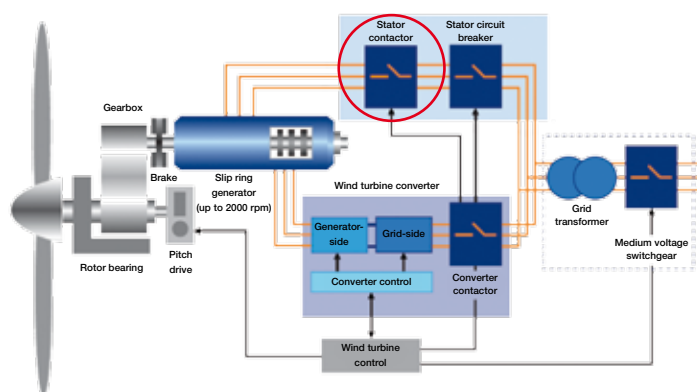 Stator
contactor
Stator circuit
breaker
Gearbox
Brake
Slip ring
generator
(up to 2000 rpm)
Wind turbine converter
Generator-
side
Grid-side
Converter control
Converter
contactor
Grid
transformer
Medium voltage
switchgear
Rotor bearing
Pitch
drive
Wind turbine
control